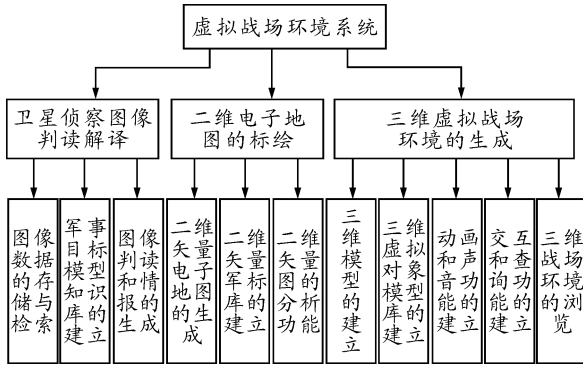 虚拟战场环境系统
卫星侦察图像
判读解译
二维电子地
图的标绘
三维虚拟战场
环境的生成
图像数据的存储与检索
军事目标模型知识库的建立
图像判读和情报的生成
二维矢量电子地图的生成
二维矢量军标库的建立
二维矢量图的分析功能
三维模型的建立
三维虚拟对象模型库的建立
动画和声音功能的建立
交互和查询功能的建立
三维战场环境的浏览